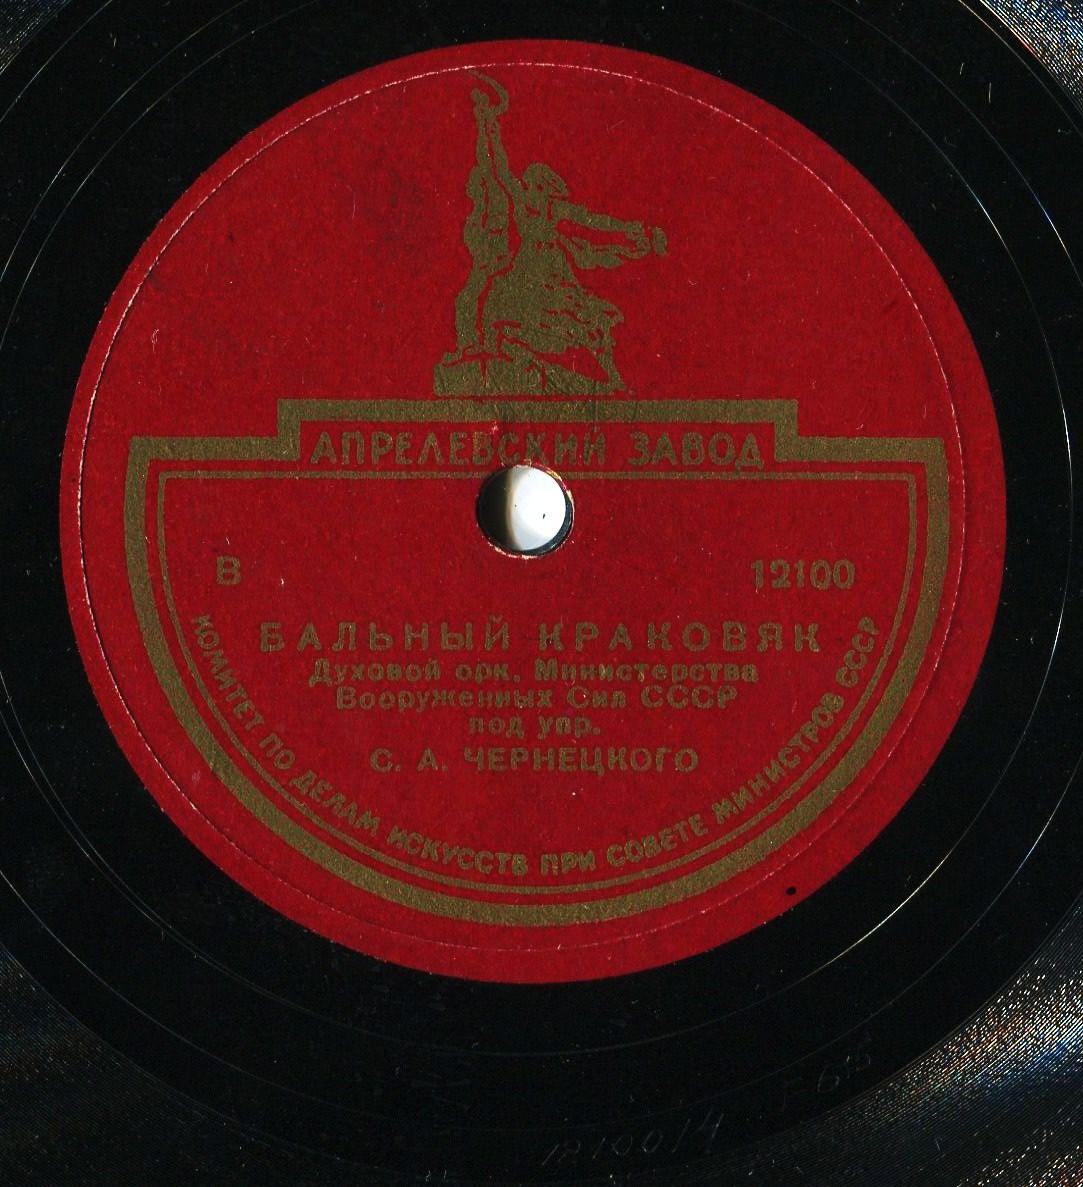 АПРЕЛЕВСКИЙ ЗАВОД
В 12100
БАЛЬНЫЙ КРАКОВЯК
Духовой орк. Министерства
Вооруженных Сил СССР
под упр.
С. А. ЧЕРНЕЦКОГО
КОМИТЕТ ПО ДЕЛАМ ИСКУССТВ ПРИ СОВЕТЕ МИНИСТРОВ СССР